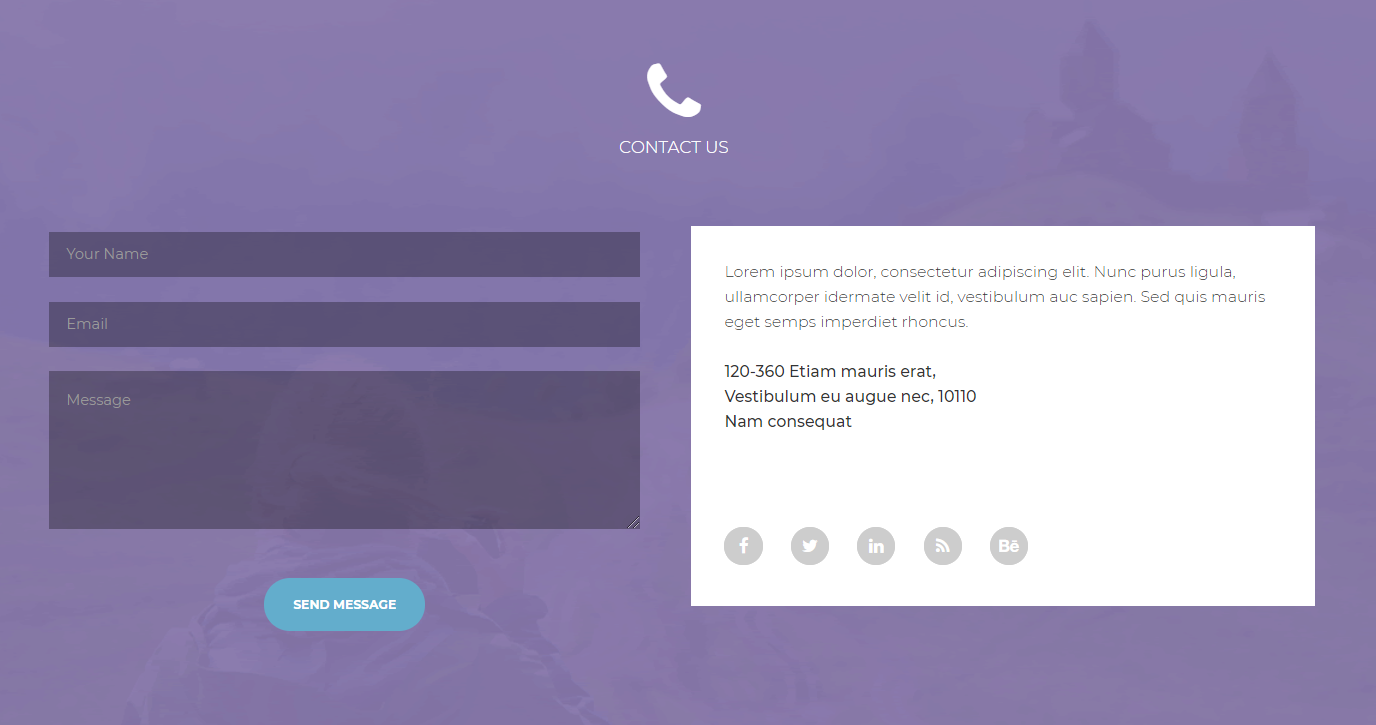 CONTACT US
Your Name
Email
Message
SEND MESSAGE
Lorem ipsum dolor, consectetur adipiscing elit. Nunc purus ligula,
ullamcorper idermate velit id, vestibulum auc sapien. Sed quis mauris
eget semps imperdiet rhoncus.
120-360 Etiam mauris erat,
Vestibulum eu augue nec, 10110
Nam consequat
f
in
Bē